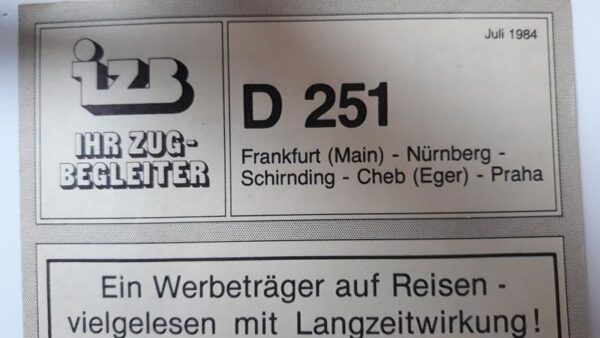 izb
IHR ZUG-
BEGLEITER
Juli 1984
D 251
Frankfurt (Main) - Nürnberg -
Schirnding - Cheb (Eger) - Praha
Ein Werbeträger auf Reisen -
vielgelesen mit Langzeitwirkung!